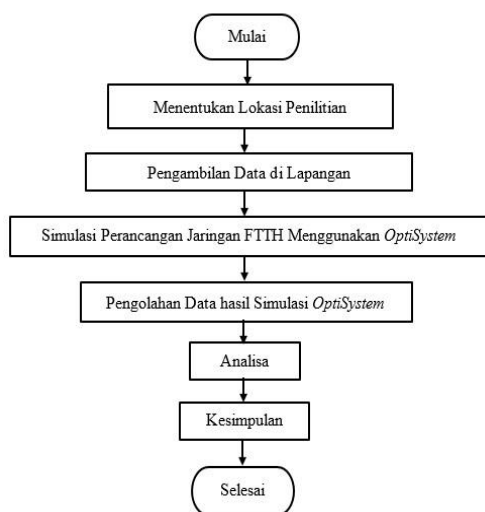 Mulai
Menentukan Lokasi Penilitian
Pengambilan Data di Lapangan
Simulasi Perancangan Jaringan FTTH Menggunakan OptiSystem
Pengolahan Data hasil Simulasi OptiSystem
Analisa
Kesimpulan
Selesai